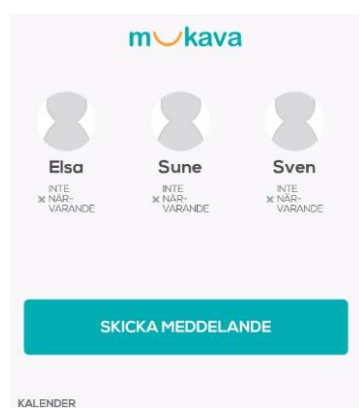 mukava
Elsa Sune Sven
INTE INTE INTE
× NÄR- × NÄR- × NÄR-
VARANDE VARANDE VARANDE
SKICKA MEDDELANDE
KALENDER